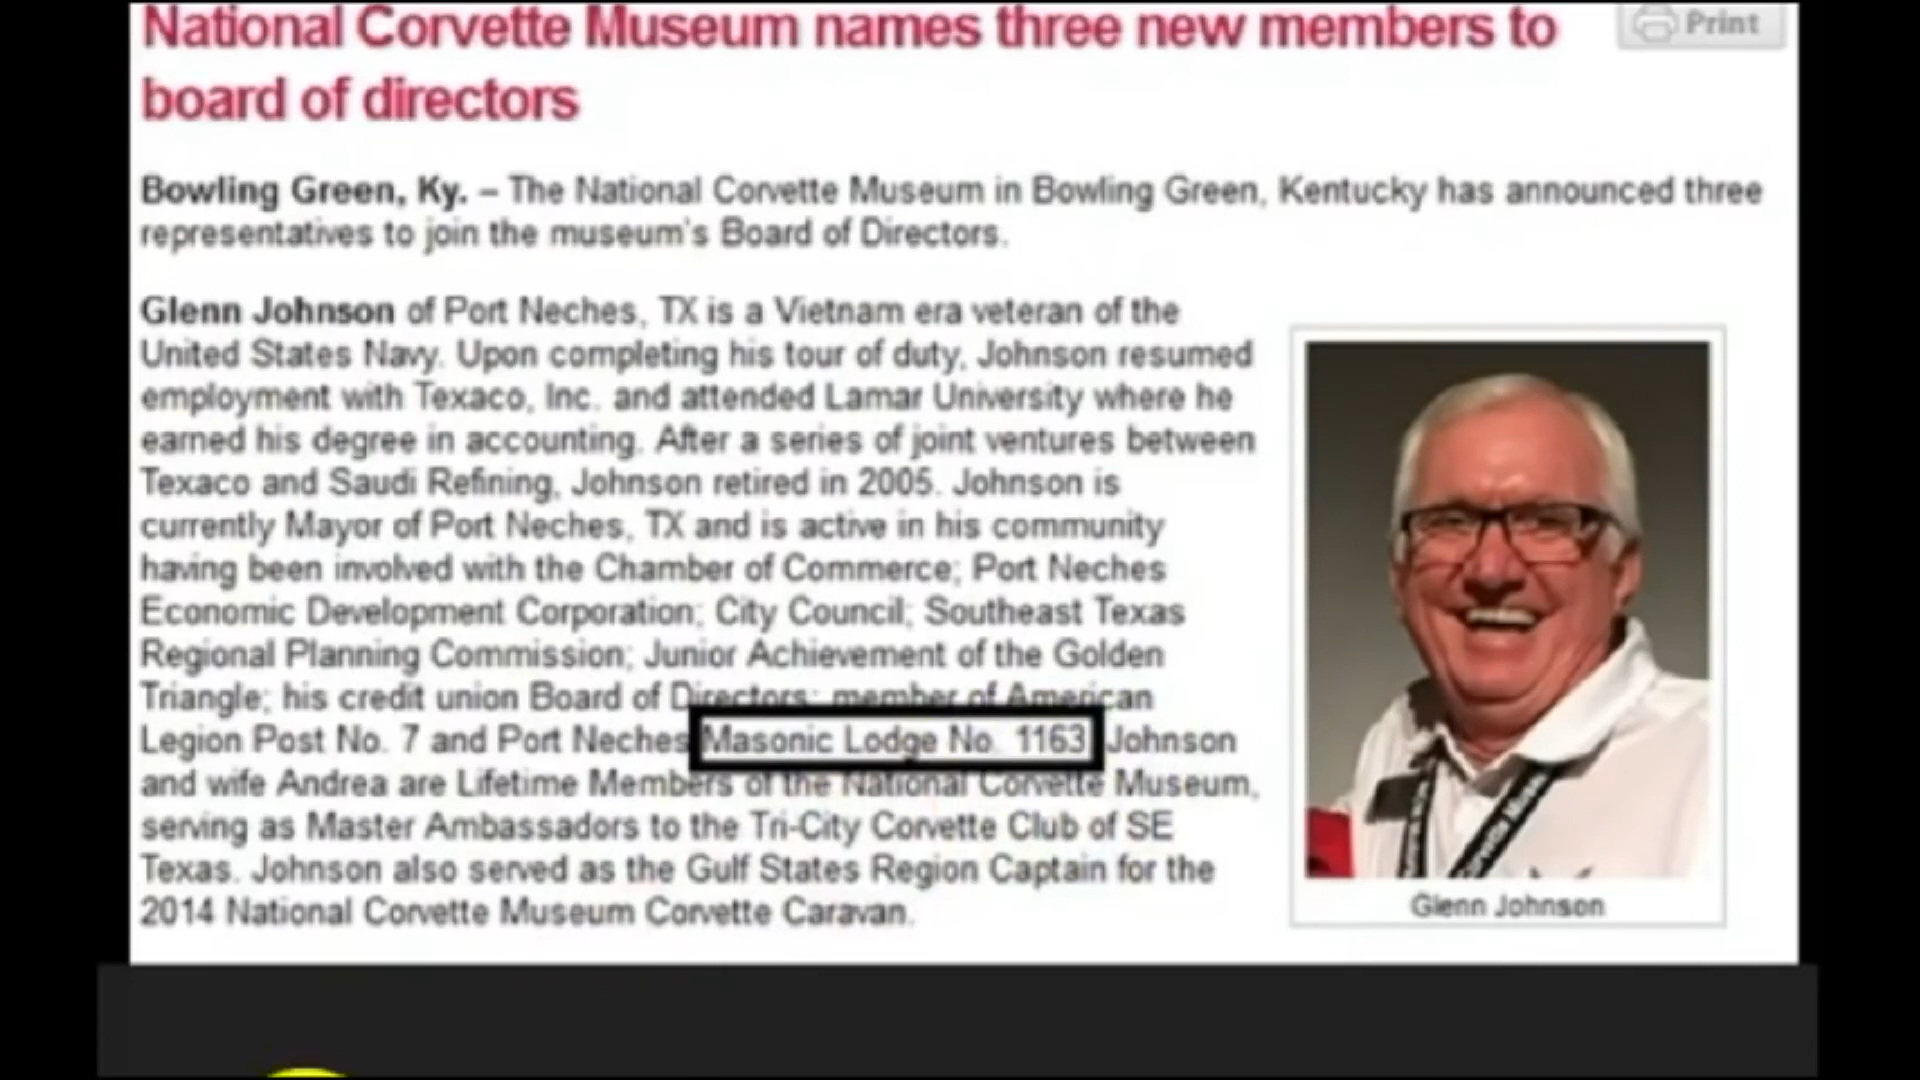 National Corvette Museum names three new members to
board of directors
Print
Bowling Green, Ky. – The National Corvette Museum in Bowling Green, Kentucky has announced three
representatives to join the museum's Board of Directors.
Glenn Johnson of Port Neches, TX is a Vietnam era veteran of the
United States Navy. Upon completing his tour of duty, Johnson resumed
employment with Texaco, Inc. and attended Lamar University where he
earned his degree in accounting. After a series of joint ventures between
Texaco and Saudi Refining, Johnson retired in 2005. Johnson is
currently Mayor of Port Neches, TX and is active in his community
having been involved with the Chamber of Commerce; Port Neches
Economic Development Corporation; City Council; Southeast Texas
Regional Planning Commission; Junior Achievement of the Golden
Triangle; his credit union Board of Directors; member of American
Legion Post No. 7 and Port Neches Masonic Lodge No. 1163 Johnson
and wife Andrea are Lifetime Members of the National Corvette Museum,
serving as Master Ambassadors to the Tri-City Corvette Club of SE
Texas. Johnson also served as the Gulf States Region Captain for the
2014 National Corvette Museum Corvette Caravan.
Glenn Johnson